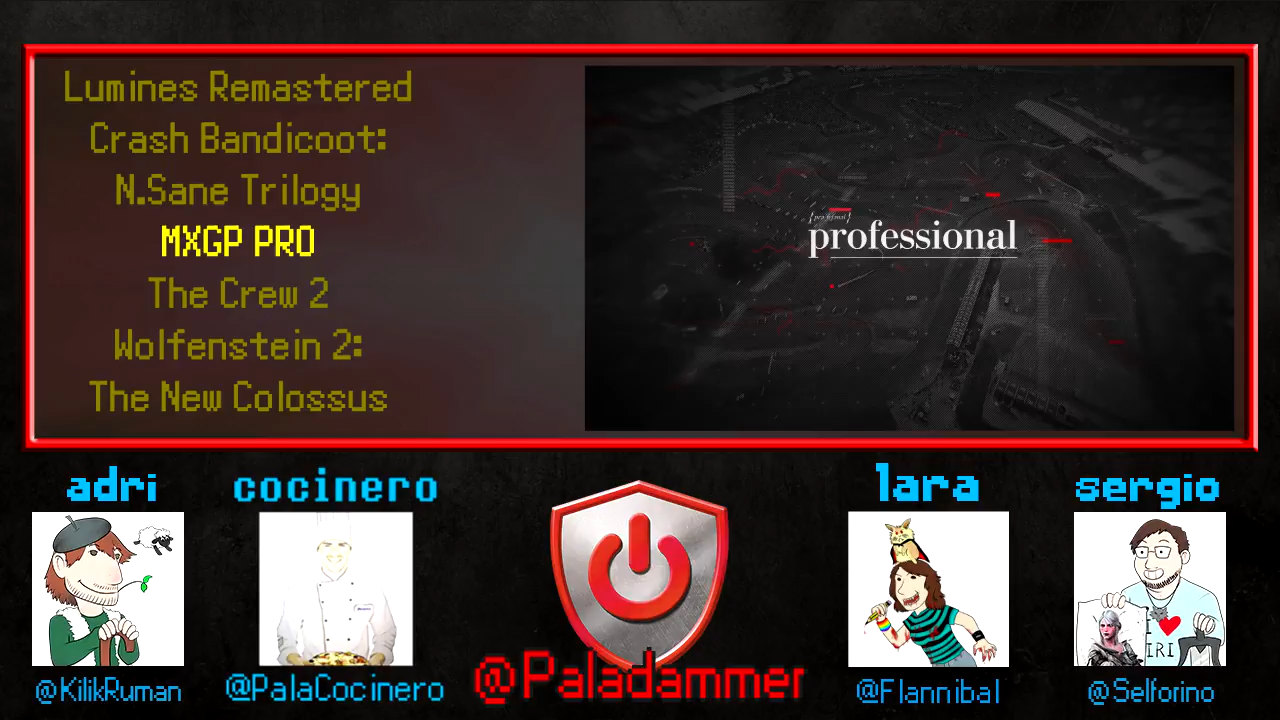 Lumines Remastered
Crash Bandicoot:
N.Sane Trilogy
MXGP PRO
The Crew 2
Wolfenstein 2:
The New Colossus
professional
adri
cocinero
lara
sergio
IRI
@KilikRuman
@PalaCocinero
@Paladammer
@Flannibal
@Selforino